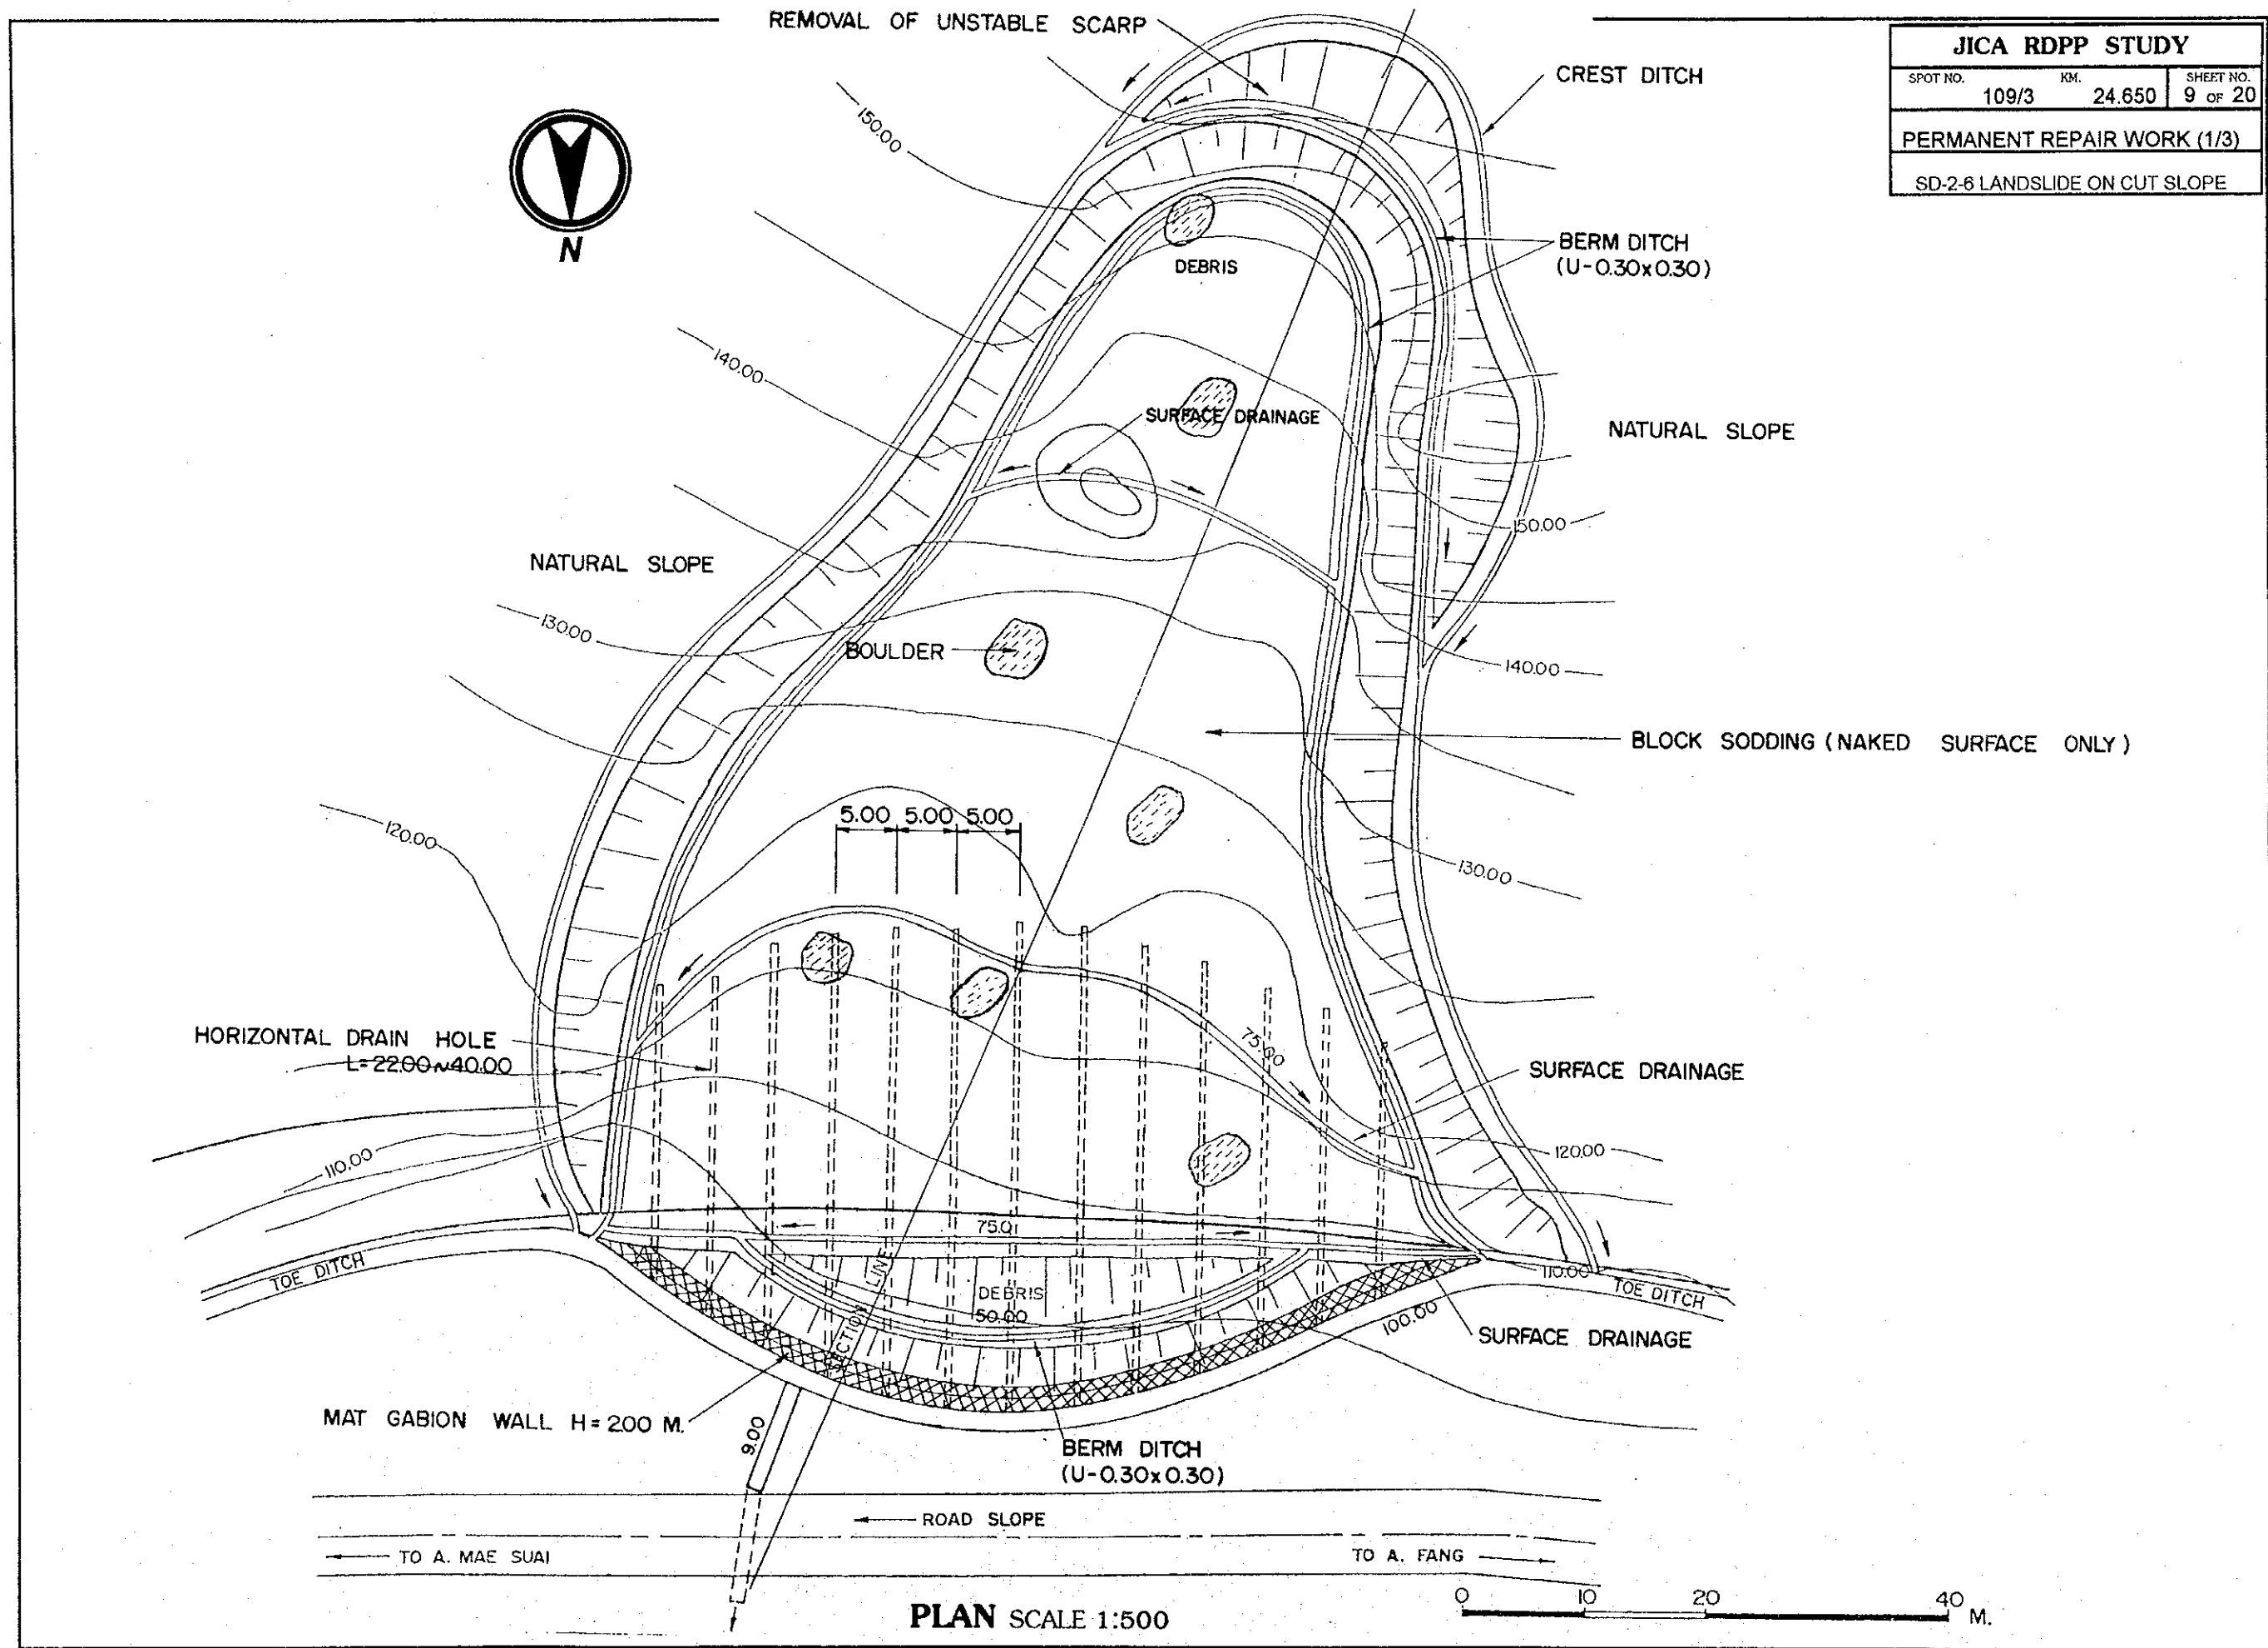 REMOVAL OF UNSTABLE SCARP
JICA RDPP STUDY
SPOT NO. KM. SHEET NO.
109/3 24.650 9 OF 20
PERMANENT REPAIR WORK (1/3)
SD-2-6 LANDSLIDE ON CUT SLOPE
CREST DITCH
150.00
N
BERM DITCH
(U-0.30x0.30)
DEBRIS
140.00
SURFACE DRAINAGE
NATURAL SLOPE
150.00
NATURAL SLOPE
130.00
BOULDER
140.00
BLOCK SODDING (NAKED SURFACE ONLY)
5.00 5.00 5.00
120.00
130.00
HORIZONTAL DRAIN HOLE
L=22.00~40.00
75.00
SURFACE DRAINAGE
110.00
120.00
75.0
TOE DITCH
DEBRIS
50.00
110.00
TOE DITCH
100.00
SECTION LINE
SURFACE DRAINAGE
MAT GABION WALL H=2.00 M.
9.00
BERM DITCH
(U-0.30x0.30)
ROAD SLOPE
TO A. MAE SUAI
TO A. FANG
PLAN SCALE 1:500
0 10 20 40 M.